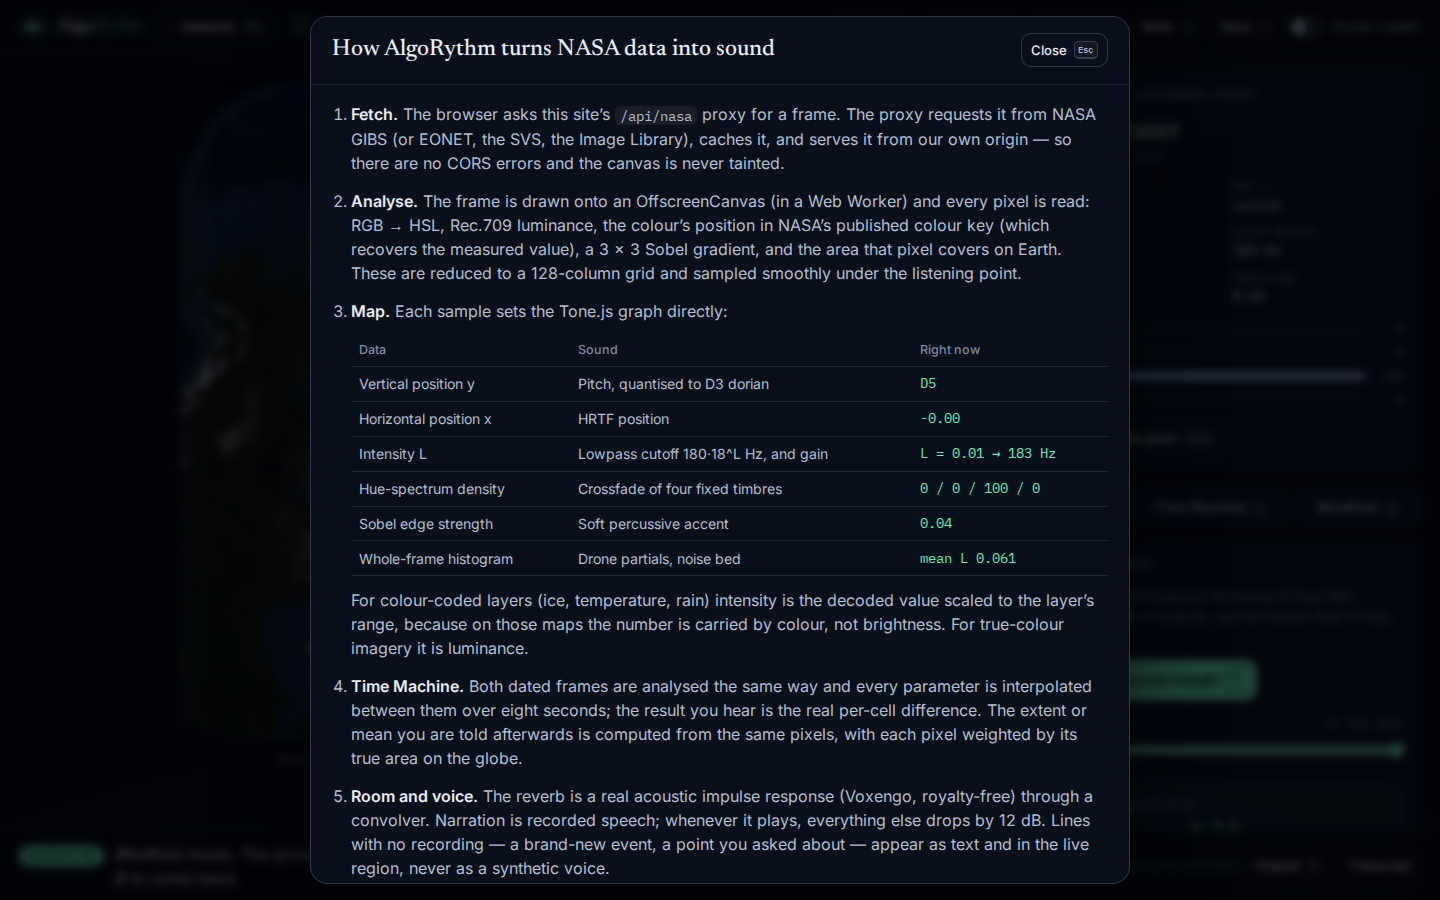 How AlgoRythm turns NASA data into sound
Close Esc
1. Fetch. The browser asks this site's /api/nasa proxy for a frame. The proxy requests it from NASA
GIBS (or EONET, the SVS, the Image Library), caches it, and serves it from our own origin — so
there are no CORS errors and the canvas is never tainted.
2. Analyse. The frame is drawn onto an OffscreenCanvas (in a Web Worker) and every pixel is read:
RGB → HSL, Rec.709 luminance, the colour's position in NASA's published colour key (which
recovers the measured value), a 3 × 3 Sobel gradient, and the area that pixel covers on Earth.
These are reduced to a 128-column grid and sampled smoothly under the listening point.
3. Map. Each sample sets the Tone.js graph directly:
Data Sound Right now
Vertical position y Pitch, quantised to D3 dorian D5
Horizontal position x HRTF position -0.00
Intensity L Lowpass cutoff 180·18^L Hz, and gain L = 0.01 → 183 Hz
Hue-spectrum density Crossfade of four fixed timbres 0 / 0 / 100 / 0
Sobel edge strength Soft percussive accent 0.04
Whole-frame histogram Drone partials, noise bed mean L 0.061
For colour-coded layers (ice, temperature, rain) intensity is the decoded value scaled to the layer's
range, because on those maps the number is carried by colour, not brightness. For true-colour
imagery it is luminance.
4. Time Machine. Both dated frames are analysed the same way and every parameter is interpolated
between them over eight seconds; the result you hear is the real per-cell difference. The extent or
mean you are told afterwards is computed from the same pixels, with each pixel weighted by its
true area on the globe.
5. Room and voice. The reverb is a real acoustic impulse response (Voxengo, royalty-free) through a
convolver. Narration is recorded speech; whenever it plays, everything else drops by 12 dB. Lines
with no recording — a brand-new event, a point you asked about — appear as text and in the live
region, never as a synthetic voice.